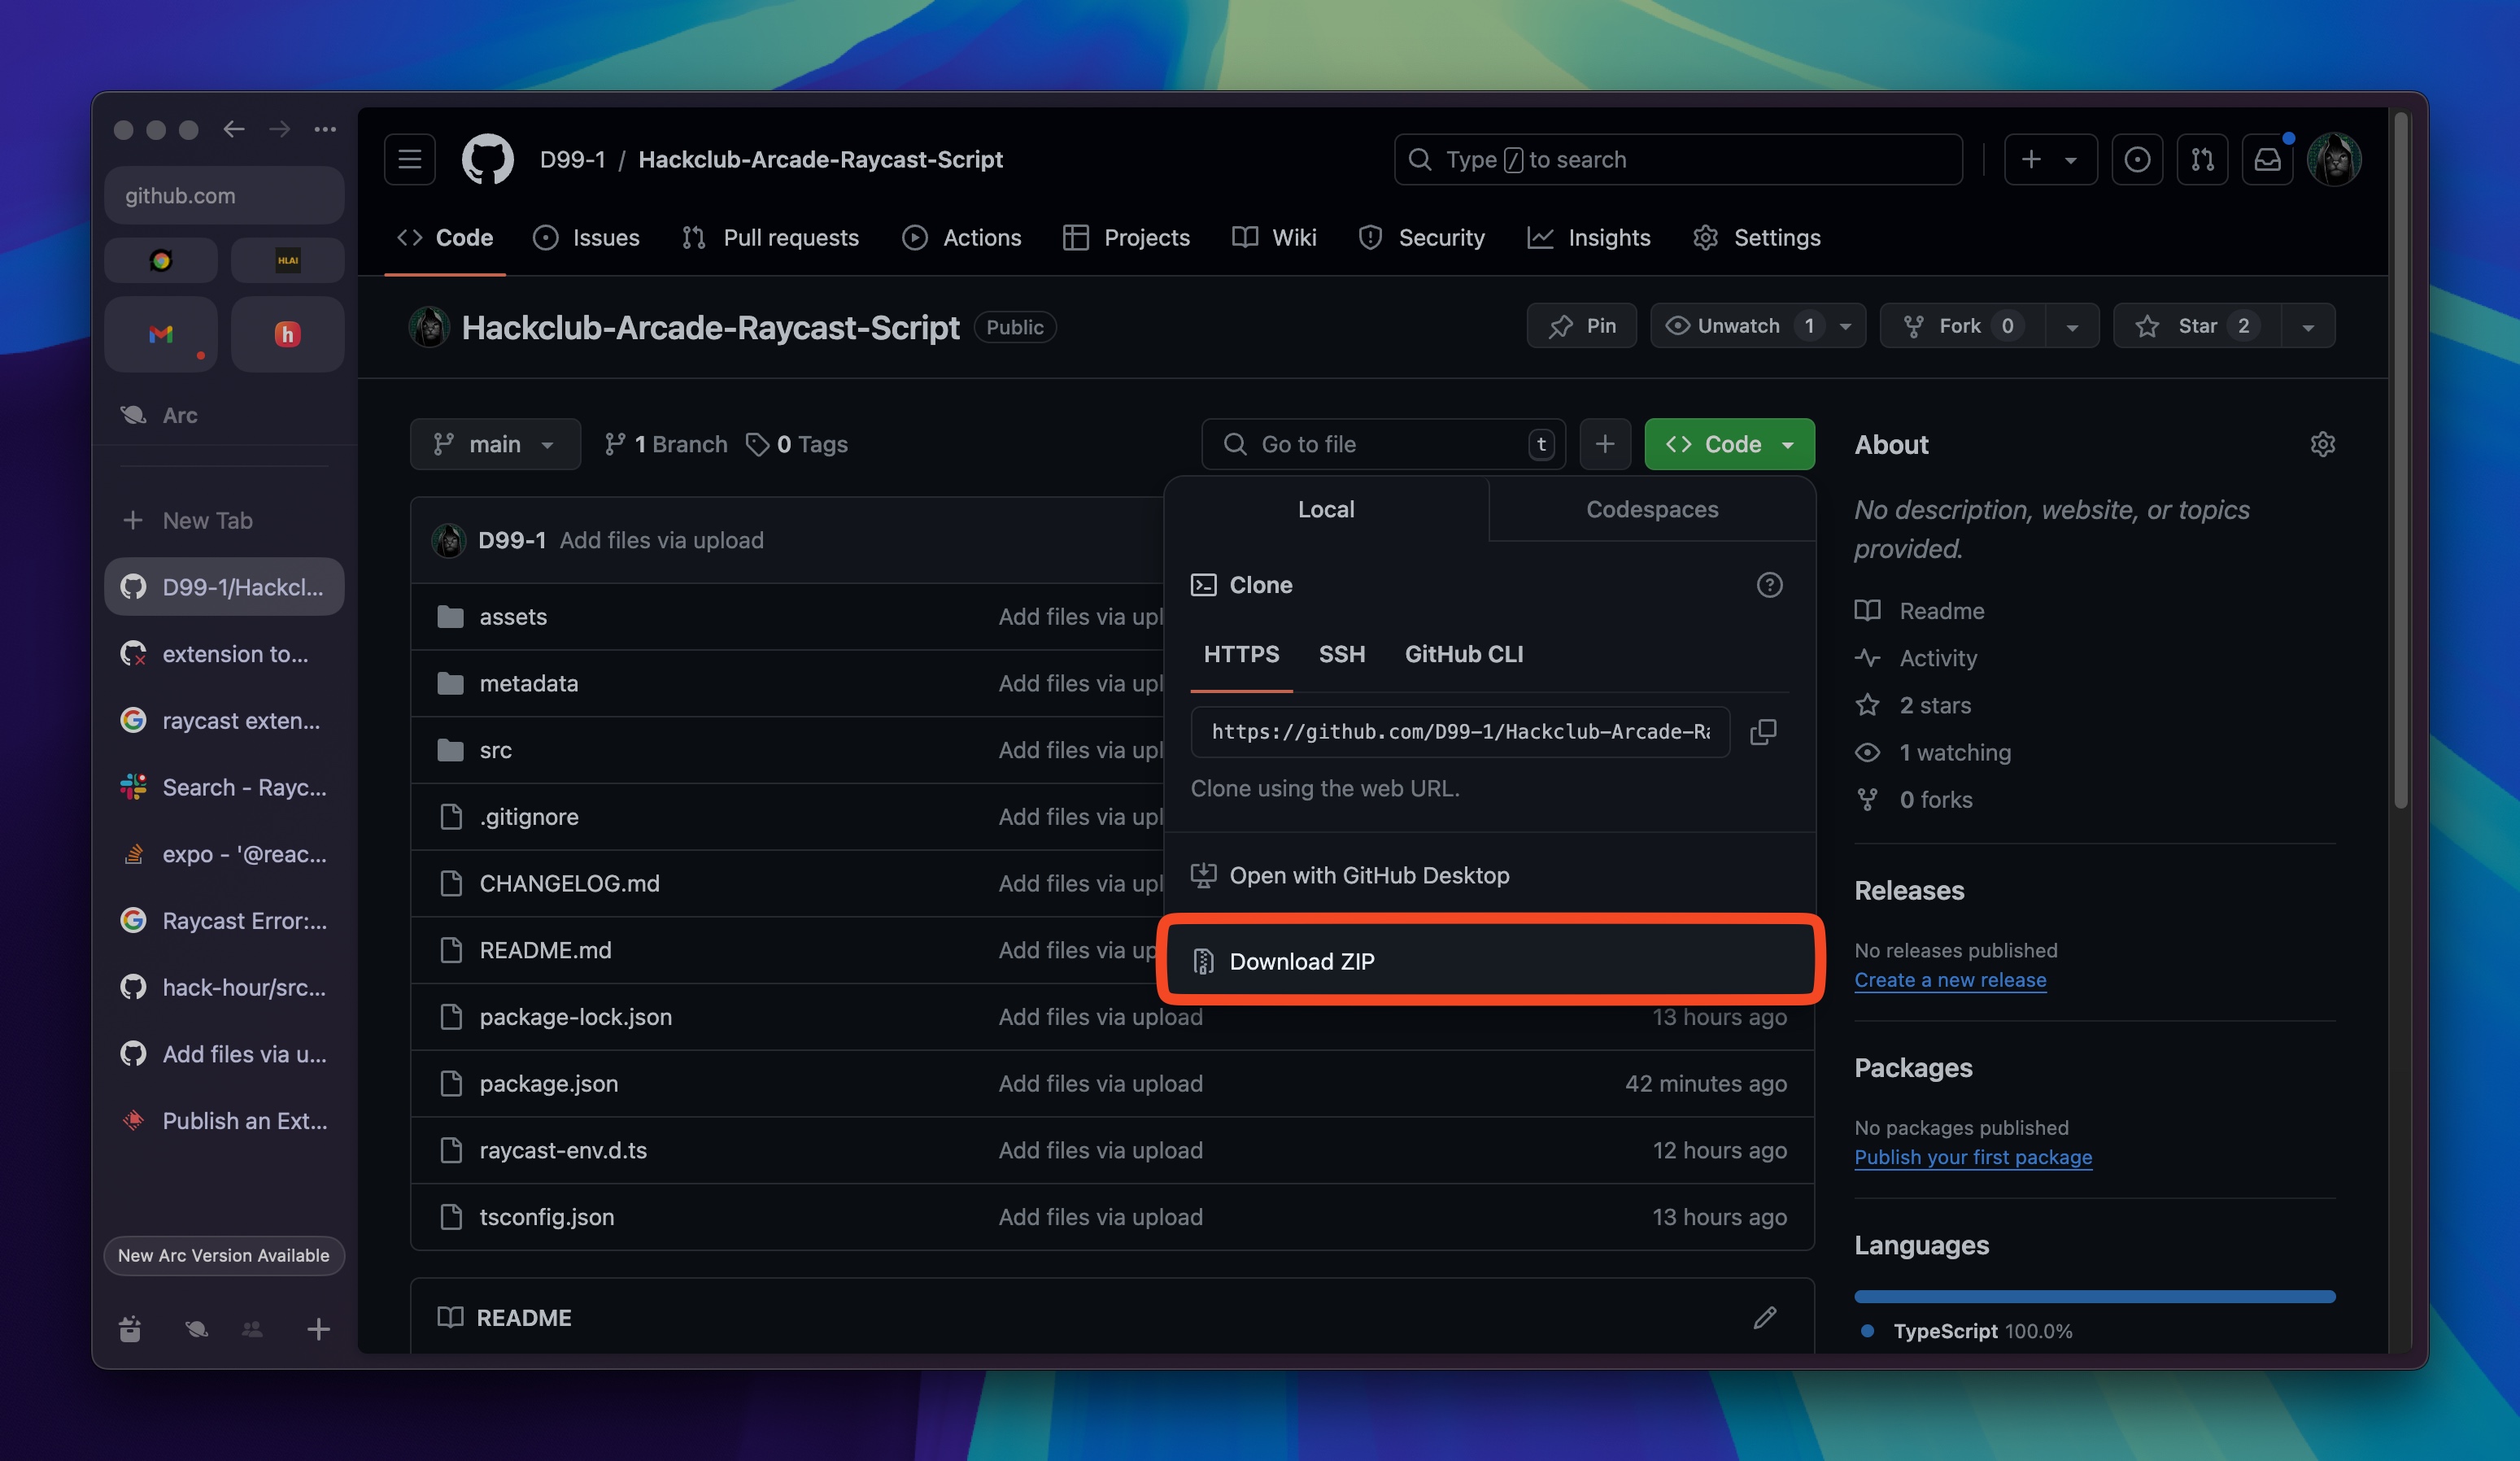 github.com
HLAI
h
Arc
New Tab
D99-1/Hackcl...
extension to...
raycast exten...
Search - Rayc...
expo - '@reac...
Raycast Error:...
hack-hour/src...
Add files via u...
Publish an Ext...
New Arc Version Available
D99-1 / Hackclub-Arcade-Raycast-Script
Type / to search
Code Issues Pull requests Actions Projects Wiki Security Insights Settings
Hackclub-Arcade-Raycast-Script Public
Pin Unwatch 1 Fork 0 Star 2
main 1 Branch 0 Tags Go to file t Code
D99-1 Add files via upload
assets Add files via upl
metadata Add files via upl
src Add files via upl
.gitignore Add files via upl
CHANGELOG.md Add files via upl
README.md Add files via up
package-lock.json Add files via upload 13 hours ago
package.json Add files via upload 42 minutes ago
raycast-env.d.ts Add files via upload 12 hours ago
tsconfig.json Add files via upload 13 hours ago
README
Local Codespaces
Clone
HTTPS SSH GitHub CLI
https://github.com/D99-1/Hackclub-Arcade-Ra
Clone using the web URL.
Open with GitHub Desktop
Download ZIP
About
No description, website, or topics
provided.
Readme
Activity
2 stars
1 watching
0 forks
Releases
No releases published
Create a new release
Packages
No packages published
Publish your first package
Languages
TypeScript 100.0%